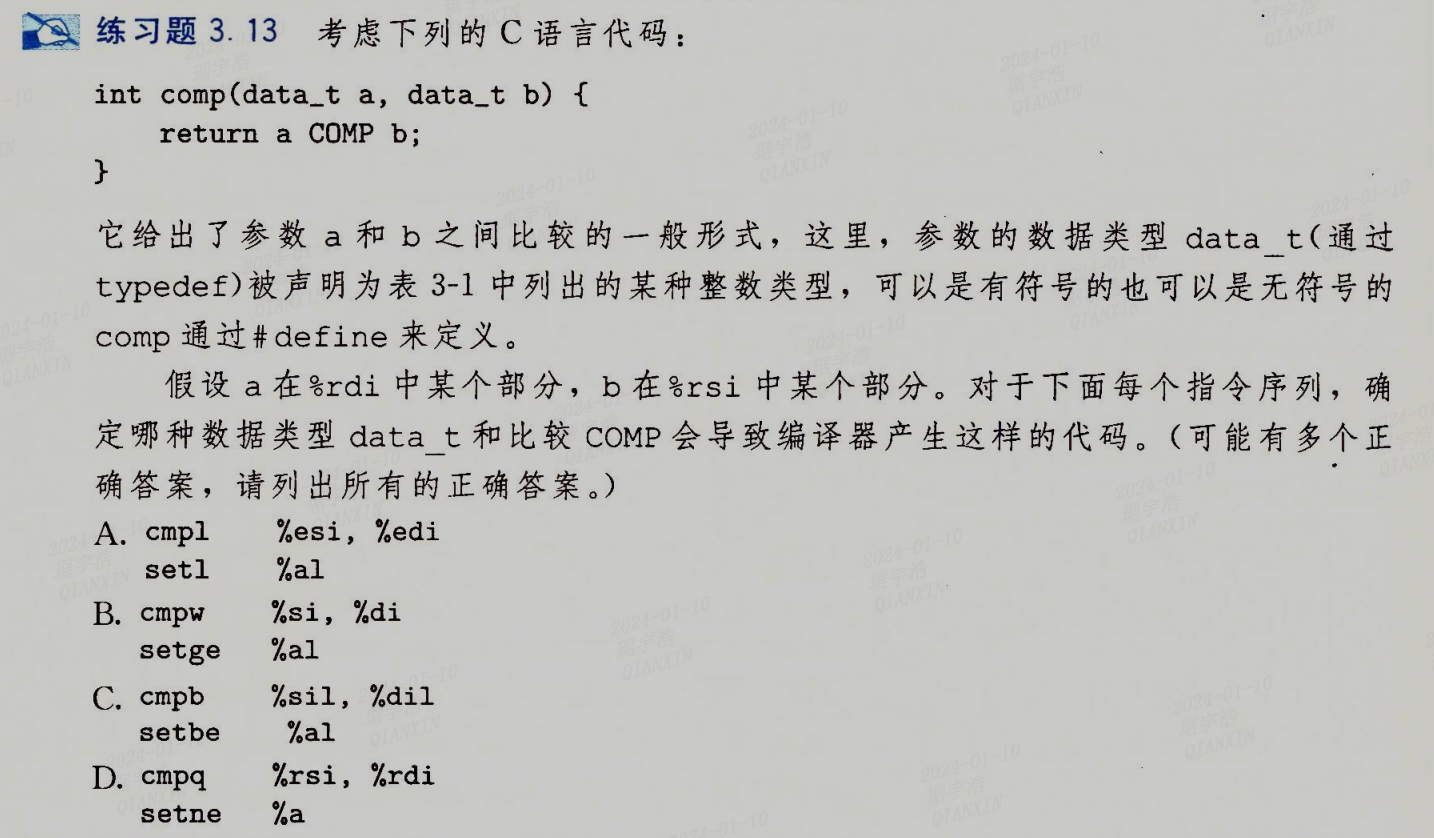 练习题 3.13 考虑下列的 C 语言代码：
int comp(data_t a, data_t b) {
    return a COMP b;
}
它给出了参数 a 和 b 之间比较的一般形式，这里，参数的数据类型 data_t(通过
typedef)被声明为表 3-1 中列出的某种整数类型，可以是有符号的也可以是无符号的
comp 通过#define 来定义。
假设 a 在%rdi 中某个部分，b 在%rsi 中某个部分。对于下面每个指令序列，确
定哪种数据类型 data_t 和比较 COMP 会导致编译器产生这样的代码。（可能有多个正
确答案，请列出所有的正确答案。）
A. cmpl %esi, %edi
setl %al
B. cmpw %si, %di
setge %al
C. cmpb %sil, %dil
setbe %al
D. cmpq %rsi, %rdi
setne %a